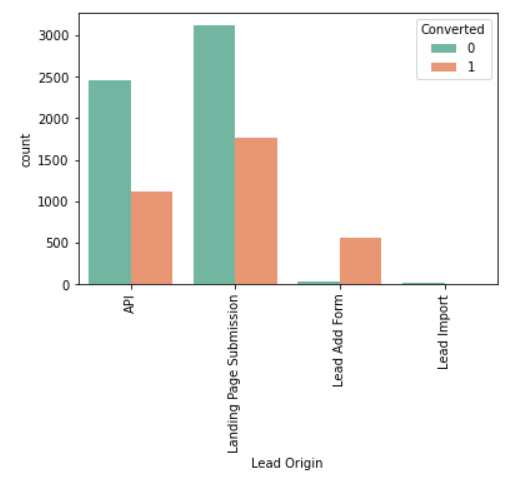 3000
2500
2000
1500
1000
500
0
count
Converted
0
1
API
Landing Page Submission
Lead Add Form
Lead Import
Lead Origin